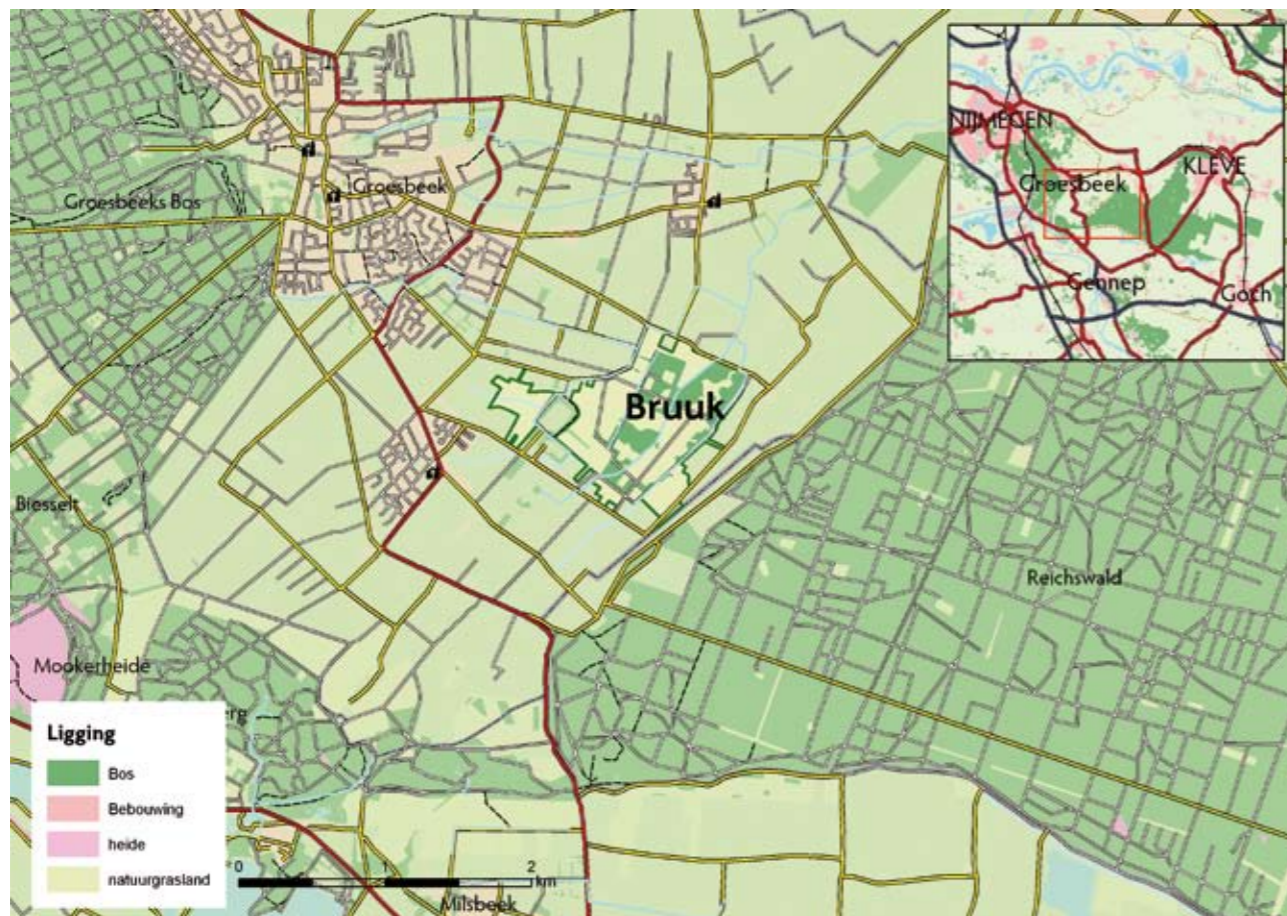 NIJMEGEN
KLEVE
Groesbeek
Gennep
Goch
Groesbeek
Groesbeeks Bos
Bruuk
Biesselt
Reichswald
Mookerheide
Ligging
Bos
Bebouwing
heide
natuurgrasland
0 1 2
km
Milsbeek